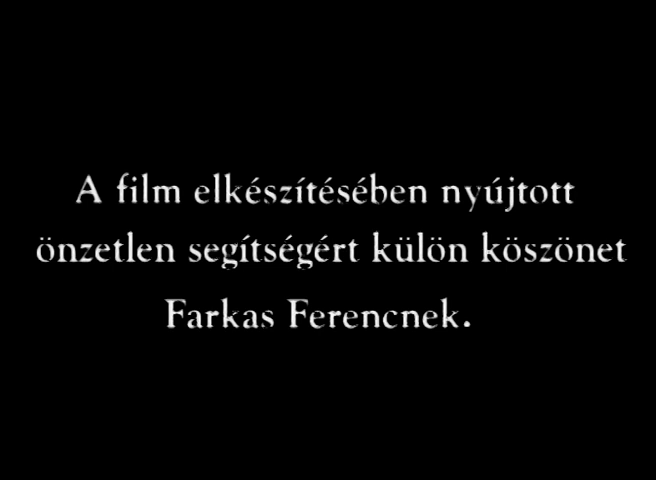 A film elkészítésében nyújtott
önzetlen segítségért külön köszönet
Farkas Ferencnek.